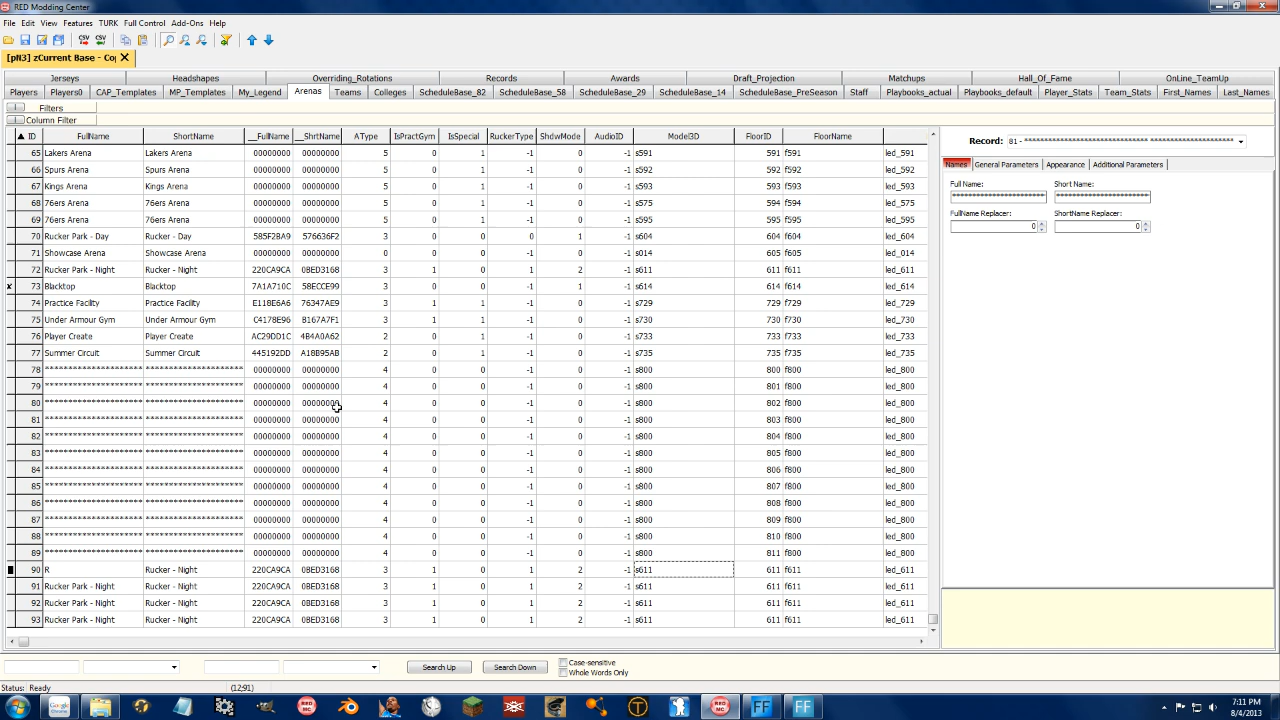 RED Modding Center
File Edit View Features TURK Full Control Add-Ons Help
[pN3] zCurrent Base - Co
Jerseys Headshapes Overriding_Rotations Records Awards Draft_Projection Matchups Hall_Of_Fame OnLine_TeamUp
Players Players0 CAP_Templates MP_Templates My_Legend Arenas Teams Colleges ScheduleBase_82 ScheduleBase_58 ScheduleBase_29 ScheduleBase_14 ScheduleBase_PreSeason Staff Playbooks_actual Playbooks_default Player_Stats Team_Stats First_Names Last_Names
Filters
Column Filter
ID FullName ShortName __FullName __ShrtName AType IsPractGym IsSpecial RuckerType ShdwMode AudioID Model3D FloorID FloorName
65 Lakers Arena Lakers Arena 00000000 00000000 5 0 1 -1 0 -1 s591 591 f591 led_591
66 Spurs Arena Spurs Arena 00000000 00000000 5 0 1 -1 0 -1 s592 592 f592 led_592
67 Kings Arena Kings Arena 00000000 00000000 5 0 1 -1 0 -1 s593 593 f593 led_593
68 76ers Arena 76ers Arena 00000000 00000000 5 0 1 -1 0 -1 s575 594 f594 led_575
69 76ers Arena 76ers Arena 00000000 00000000 5 0 1 -1 0 -1 s595 595 f595 led_595
70 Rucker Park - Day Rucker - Day 585F2BA9 576636F2 3 0 0 0 1 -1 s604 604 f604 led_604
71 Showcase Arena Showcase Arena 00000000 00000000 0 0 1 -1 0 -1 s014 605 f605 led_014
72 Rucker Park - Night Rucker - Night 220CA9CA 0BED3168 3 1 0 1 2 -1 s611 611 f611 led_611
73 Blacktop Blacktop 7A1A710C 58ECCE99 3 0 0 -1 1 -1 s614 614 f614 led_614
74 Practice Facility Practice Facility E118E6A6 76347AE9 3 1 1 -1 0 -1 s729 729 f729 led_729
75 Under Armour Gym Under Armour Gym C4178E96 B167A7F1 3 1 1 -1 0 -1 s730 730 f730 led_730
76 Player Create Player Create AC29DD1C 4B4A0A62 2 0 1 -1 0 -1 s733 733 f733 led_733
77 Summer Circuit Summer Circuit 445192DD A18B95AB 2 0 1 -1 0 -1 s735 735 f735 led_735
78 ********************** ********************** 00000000 00000000 4 0 0 -1 0 -1 s800 800 f800 led_800
79 ********************** ********************** 00000000 00000000 4 0 0 -1 0 -1 s800 801 f800 led_800
80 ********************** ********************** 00000000 00000000 4 0 0 -1 0 -1 s800 802 f800 led_800
81 ********************** ********************** 00000000 00000000 4 0 0 -1 0 -1 s800 803 f800 led_800
82 ********************** ********************** 00000000 00000000 4 0 0 -1 0 -1 s800 804 f800 led_800
83 ********************** ********************** 00000000 00000000 4 0 0 -1 0 -1 s800 805 f800 led_800
84 ********************** ********************** 00000000 00000000 4 0 0 -1 0 -1 s800 806 f800 led_800
85 ********************** ********************** 00000000 00000000 4 0 0 -1 0 -1 s800 807 f800 led_800
86 ********************** ********************** 00000000 00000000 4 0 0 -1 0 -1 s800 808 f800 led_800
87 ********************** ********************** 00000000 00000000 4 0 0 -1 0 -1 s800 809 f800 led_800
88 ********************** ********************** 00000000 00000000 4 0 0 -1 0 -1 s800 810 f800 led_800
89 ********************** ********************** 00000000 00000000 4 0 0 -1 0 -1 s800 811 f800 led_800
90 R Rucker - Night 220CA9CA 0BED3168 3 1 0 1 2 -1 s611 611 f611 led_611
91 Rucker Park - Night Rucker - Night 220CA9CA 0BED3168 3 1 0 1 2 -1 s611 611 f611 led_611
92 Rucker Park - Night Rucker - Night 220CA9CA 0BED3168 3 1 0 1 2 -1 s611 611 f611 led_611
93 Rucker Park - Night Rucker - Night 220CA9CA 0BED3168 3 1 0 1 2 -1 s611 611 f611 led_611
Record: 81 - ********************** **********************
Names General Parameters Appearance Additional Parameters
Full Name: Short Name:
********************** **********************
FullName Replacer: ShortName Replacer:
0 0
Search Up Search Down Case-sensitive
Whole Words Only
Status: Ready (12;91)
7:11 PM
8/4/2013